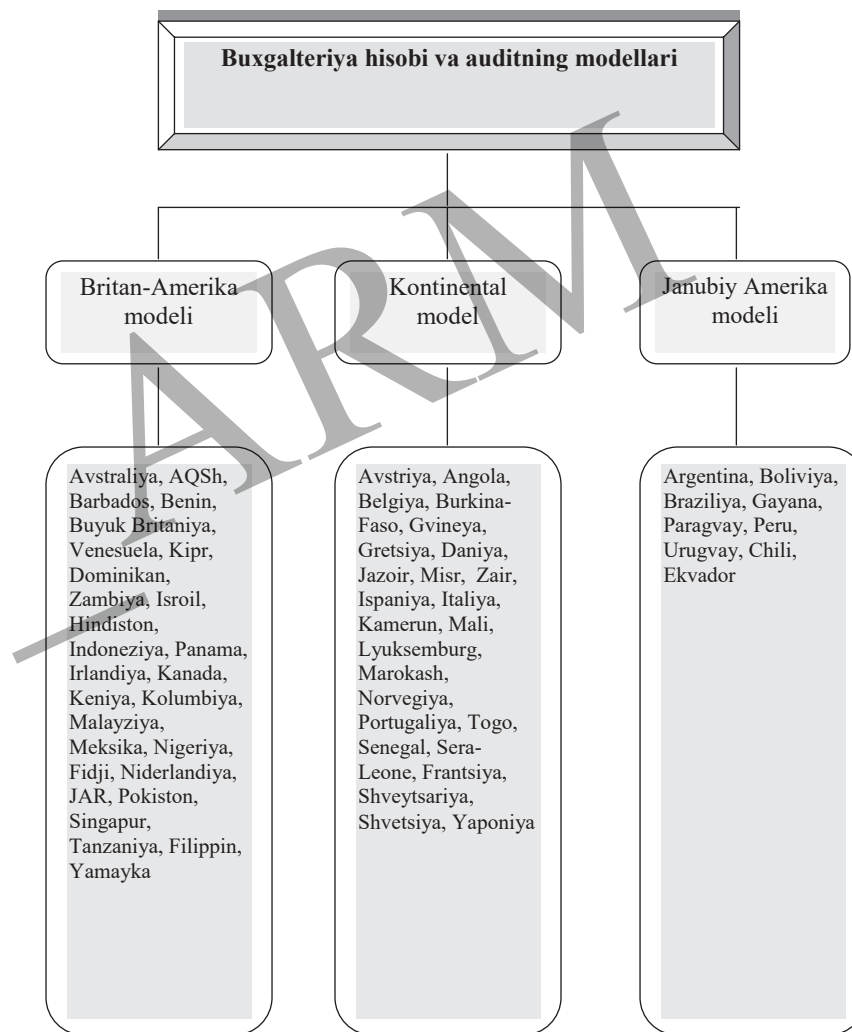 Buxgalteriya hisobi va auditning modellari
Britan-Amerika
modeli
Kontinental
model
Janubiy Amerika
modeli
Avstraliya, AQSh,
Barbados, Benin,
Buyuk Britaniya,
Venesuela, Kipr,
Dominikan,
Zambiya, Isroil,
Hindiston,
Indoneziya, Panama,
Irlandiya, Kanada,
Keniya, Kolumbiya,
Malayziya,
Meksika, Nigeriya,
Fidji, Niderlandiya,
JAR, Pokiston,
Singapur,
Tanzaniya, Filippin,
Yamayka
Avstriya, Angola,
Belgiya, Burkina-
Faso, Gvineya,
Gretsiya, Daniya,
Jazoir, Misr, Zair,
Ispaniya, Italiya,
Kamerun, Mali,
Lyuksemburg,
Marokash,
Norvegiya,
Portugaliya, Togo,
Senegal, Sera-
Leone, Frantsiya,
Shveytsariya,
Shvetsiya, Yaponiya
Argentina, Boliviya,
Braziliya, Gayana,
Paragvay, Peru,
Urugvay, Chili,
Ekvador
_ARM